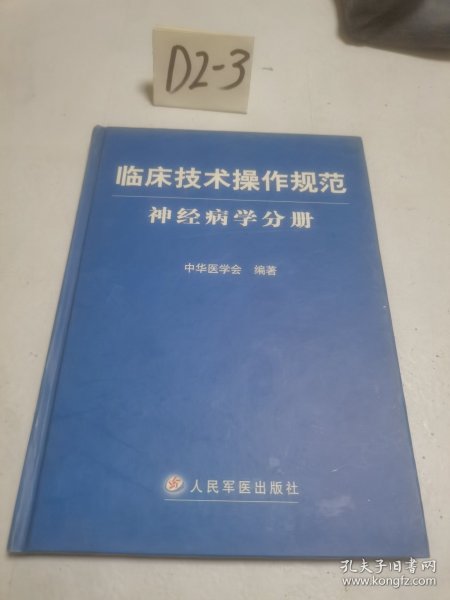 D2-3
临床技术操作规范
神经病学分册
中华医学会 编著
人民军医出版社
孔夫子旧书网
www.kongfz.com